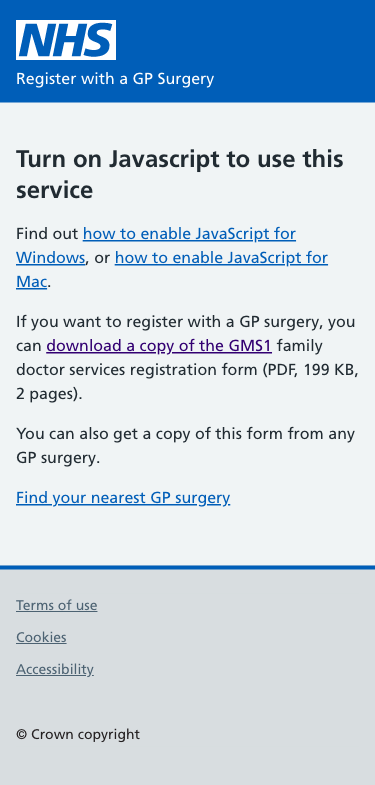 NHS
Register with a GP Surgery
Turn on Javascript to use this
service
Find out how to enable JavaScript for
Windows, or how to enable JavaScript for
Mac.
If you want to register with a GP surgery, you
can download a copy of the GMS1 family
doctor services registration form (PDF, 199 KB,
2 pages).
You can also get a copy of this form from any
GP surgery.
Find your nearest GP surgery
Terms of use
Cookies
Accessibility
© Crown copyright